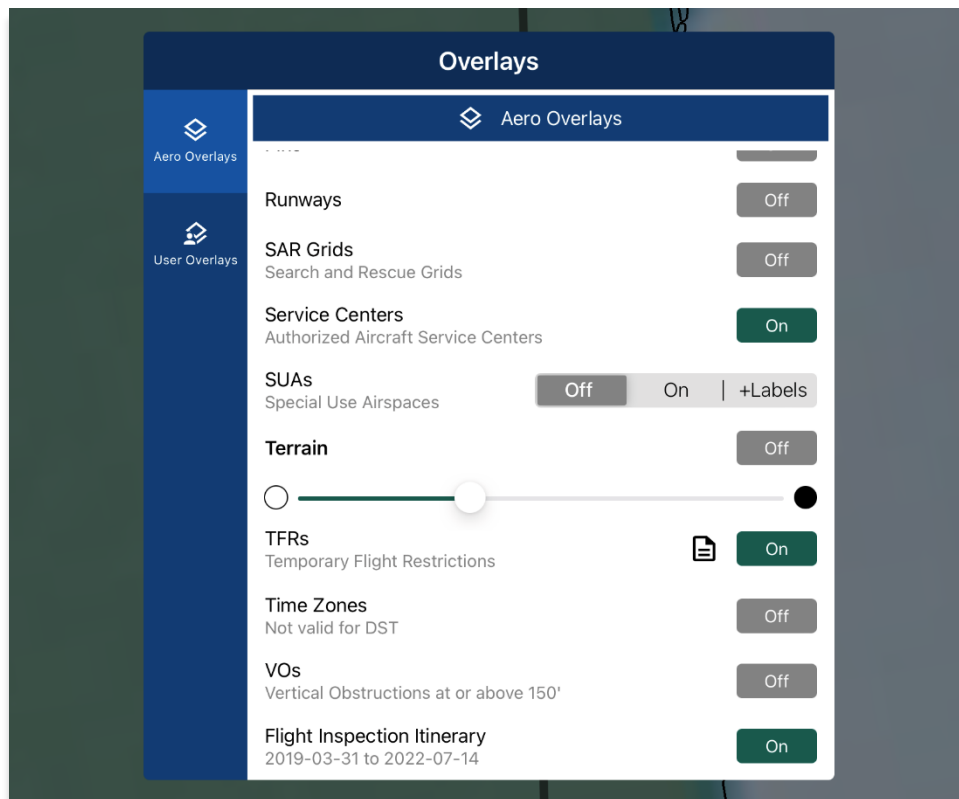 Overlays
Aero Overlays
User Overlays
Aero Overlays
Runways
Off
SAR Grids
Search and Rescue Grids
Off
Service Centers
Authorized Aircraft Service Centers
On
SUAs
Special Use Airspaces
Off On | +Labels
Terrain
Off
TFRs
Temporary Flight Restrictions
On
Time Zones
Not valid for DST
Off
VOs
Vertical Obstructions at or above 150'
Off
Flight Inspection Itinerary
2019-03-31 to 2022-07-14
On